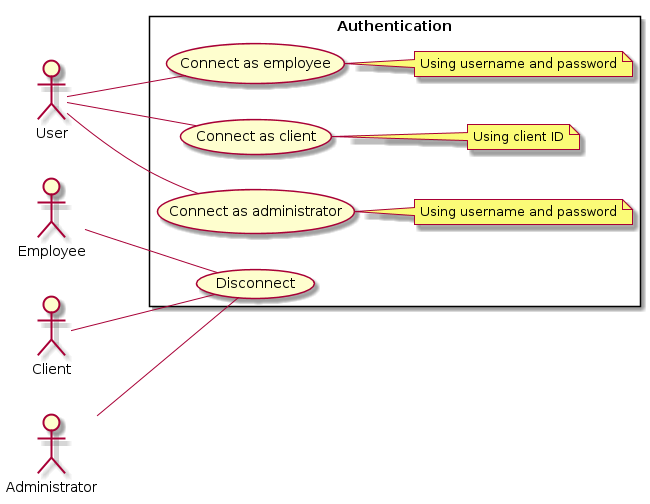 Authentication
Connect as employee
Using username and password
User
Connect as client
Using client ID
Connect as administrator
Using username and password
Employee
Disconnect
Client
Administrator